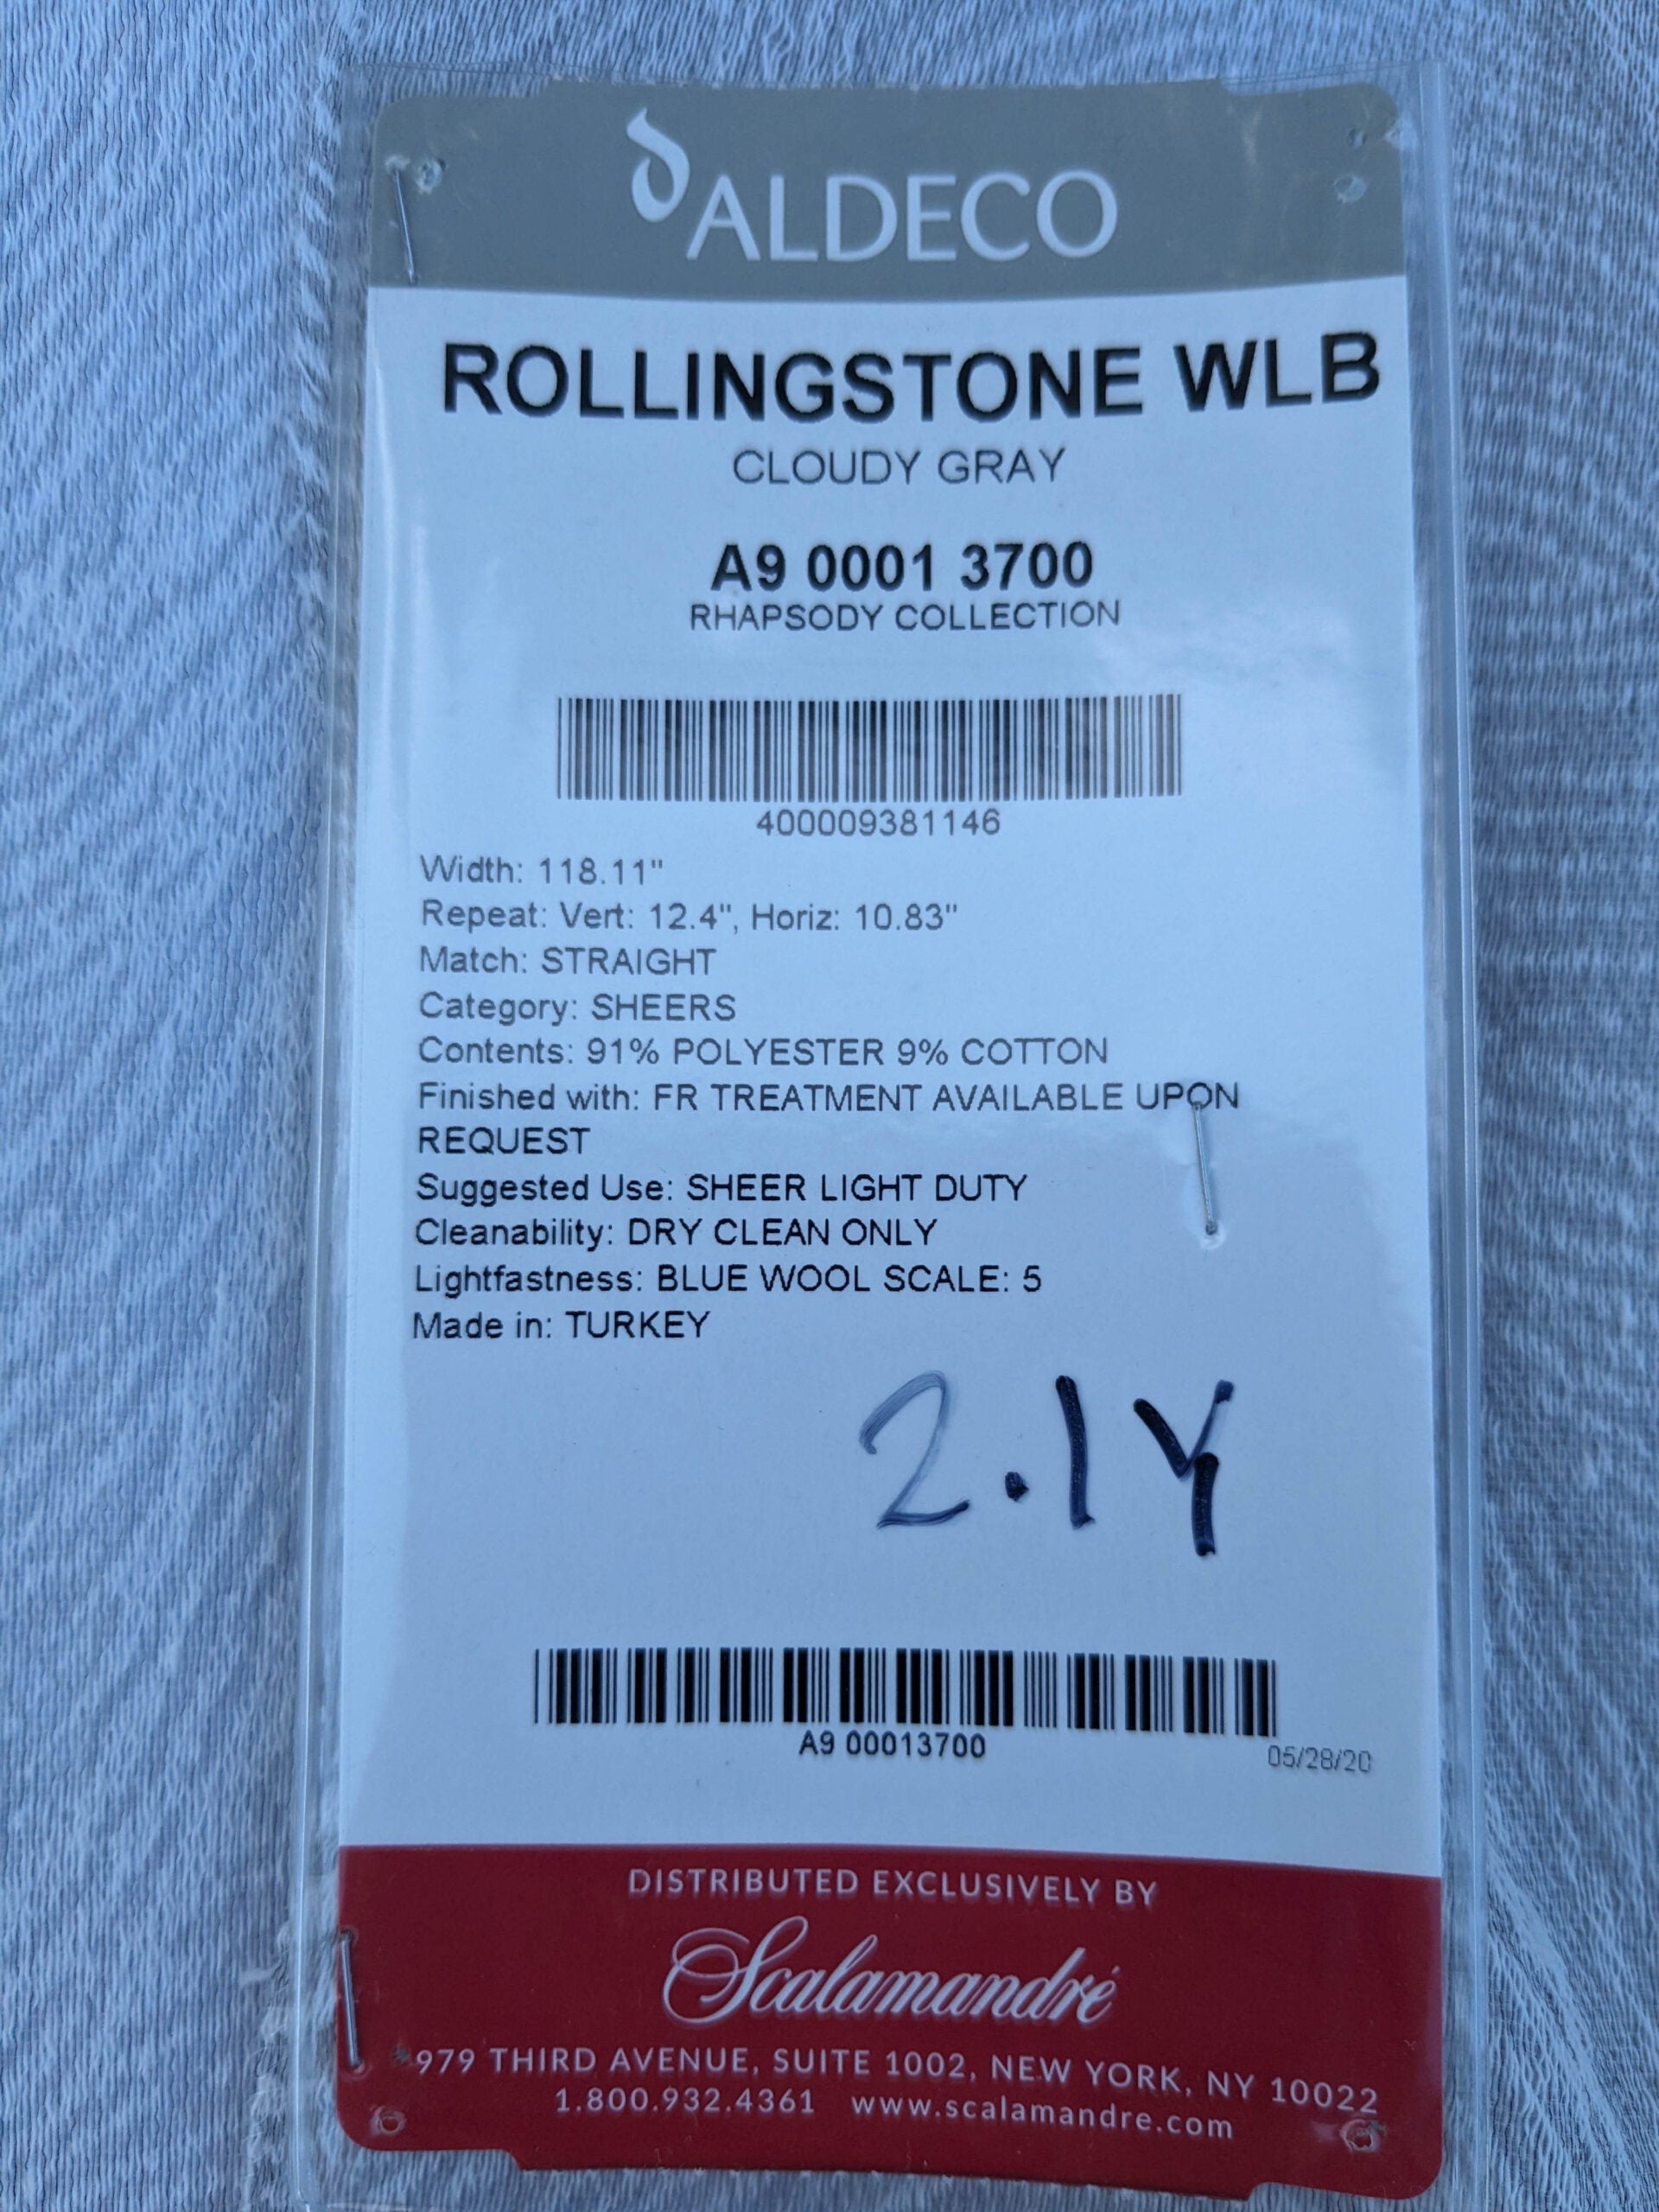 ALDECO
ROLLINGSTONE WLB
CLOUDY GRAY
A9 0001 3700
RHAPSODY COLLECTION
400009381146
Width: 118.11"
Repeat: Vert: 12.4", Horiz: 10.83"
Match: STRAIGHT
Category: SHEERS
Contents: 91% POLYESTER 9% COTTON
Finished with: FR TREATMENT AVAILABLE UPON
REQUEST
Suggested Use: SHEER LIGHT DUTY
Cleanability: DRY CLEAN ONLY
Lightfastness: BLUE WOOL SCALE: 5
Made in: TURKEY
2.1Y
A9 00013700
05/28/20
DISTRIBUTED EXCLUSIVELY BY
Scalamandré
979 THIRD AVENUE, SUITE 1002, NEW YORK, NY 10022
1.800.932.4361 www.scalamandre.com